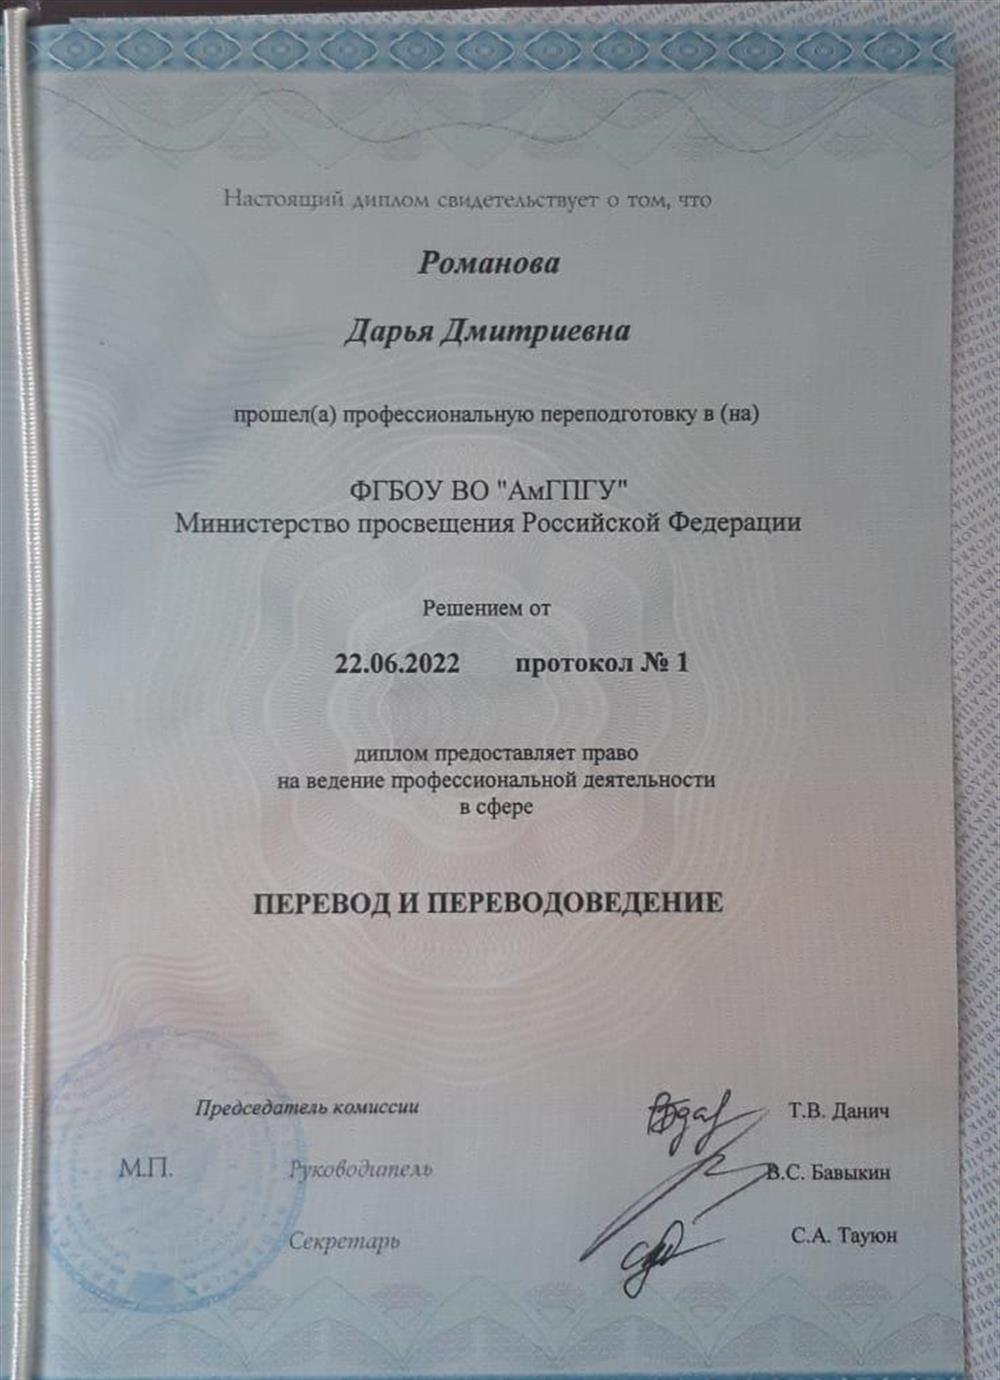 Настоящий диплом свидетельствует о том, что
Романова
Дарья Дмитриевна
прошел(а) профессиональную переподготовку в (на)
ФГБОУ ВО "АмГПГУ"
Министерство просвещения Российской Федерации
Решением от
22.06.2022 протокол № 1
диплом предоставляет право
на ведение профессиональной деятельности
в сфере
ПЕРЕВОД И ПЕРЕВОДОВЕДЕНИЕ
Председатель комиссии Т.В. Данич
М.П. Руководитель В.С. Бавыкин
Секретарь С.А. Тауюн